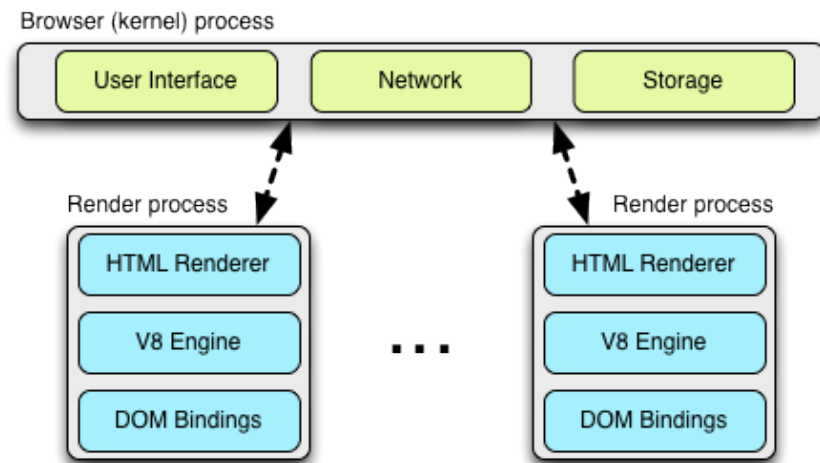 Browser (kernel) process
User Interface
Network
Storage
Render process
Render process
HTML Renderer
HTML Renderer
V8 Engine
...
V8 Engine
DOM Bindings
DOM Bindings